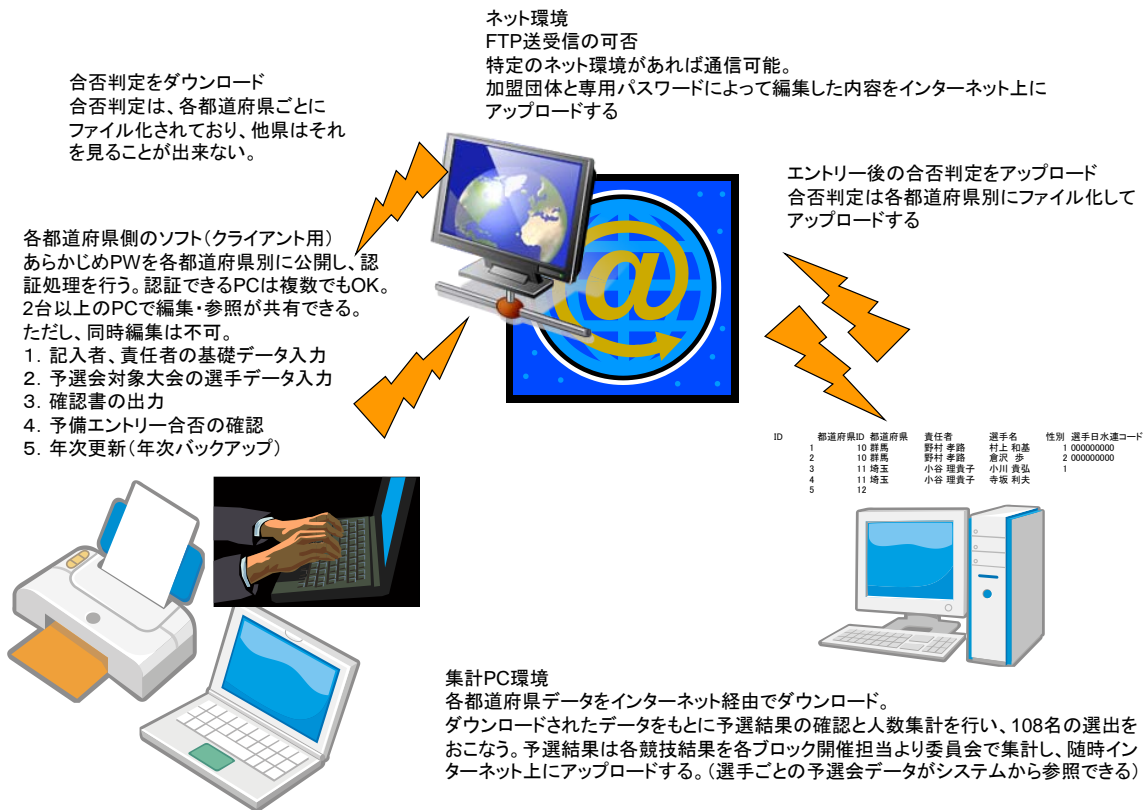 ネット環境
FTP送受信の可否
特定のネット環境があれば通信可能。
加盟団体と専用パスワードによって編集した内容をインターネット上に
アップロードする
合否判定をダウンロード
合否判定は、各都道府県ごとに
ファイル化されており、他県はそれ
を見ることが出来ない。
エントリー後の合否判定をアップロード
合否判定は各都道府県別にファイル化して
アップロードする
各都道府県側のソフト(クライアント用)
あらかじめPWを各都道府県別に公開し、認
証処理を行う。認証できるPCは複数でもOK。
2台以上のPCで編集・参照が共有できる。
ただし、同時編集は不可。
1. 記入者、責任者の基礎データ入力
2. 予選会対象大会の選手データ入力
3. 確認書の出力
4. 予備エントリー合否の確認
5. 年次更新(年次バックアップ)
ID 都道府県ID 都道府県 責任者 選手名 性別 選手日水連コード
1 10 群馬 野村 孝路 村上 和基 1 000000000
2 10 群馬 野村 孝路 倉沢 歩 2 000000000
3 11 埼玉 小谷 理貴子 小川 貴弘 1
4 11 埼玉 小谷 理貴子 寺坂 利夫
5 12
@
集計PC環境
各都道府県データをインターネット経由でダウンロード。
ダウンロードされたデータをもとに予選結果の確認と人数集計を行い、108名の選出を
おこなう。予選結果は各競技結果を各ブロック開催担当より委員会で集計し、随時イン
ターネット上にアップロードする。(選手ごとの予選会データがシステムから参照できる)